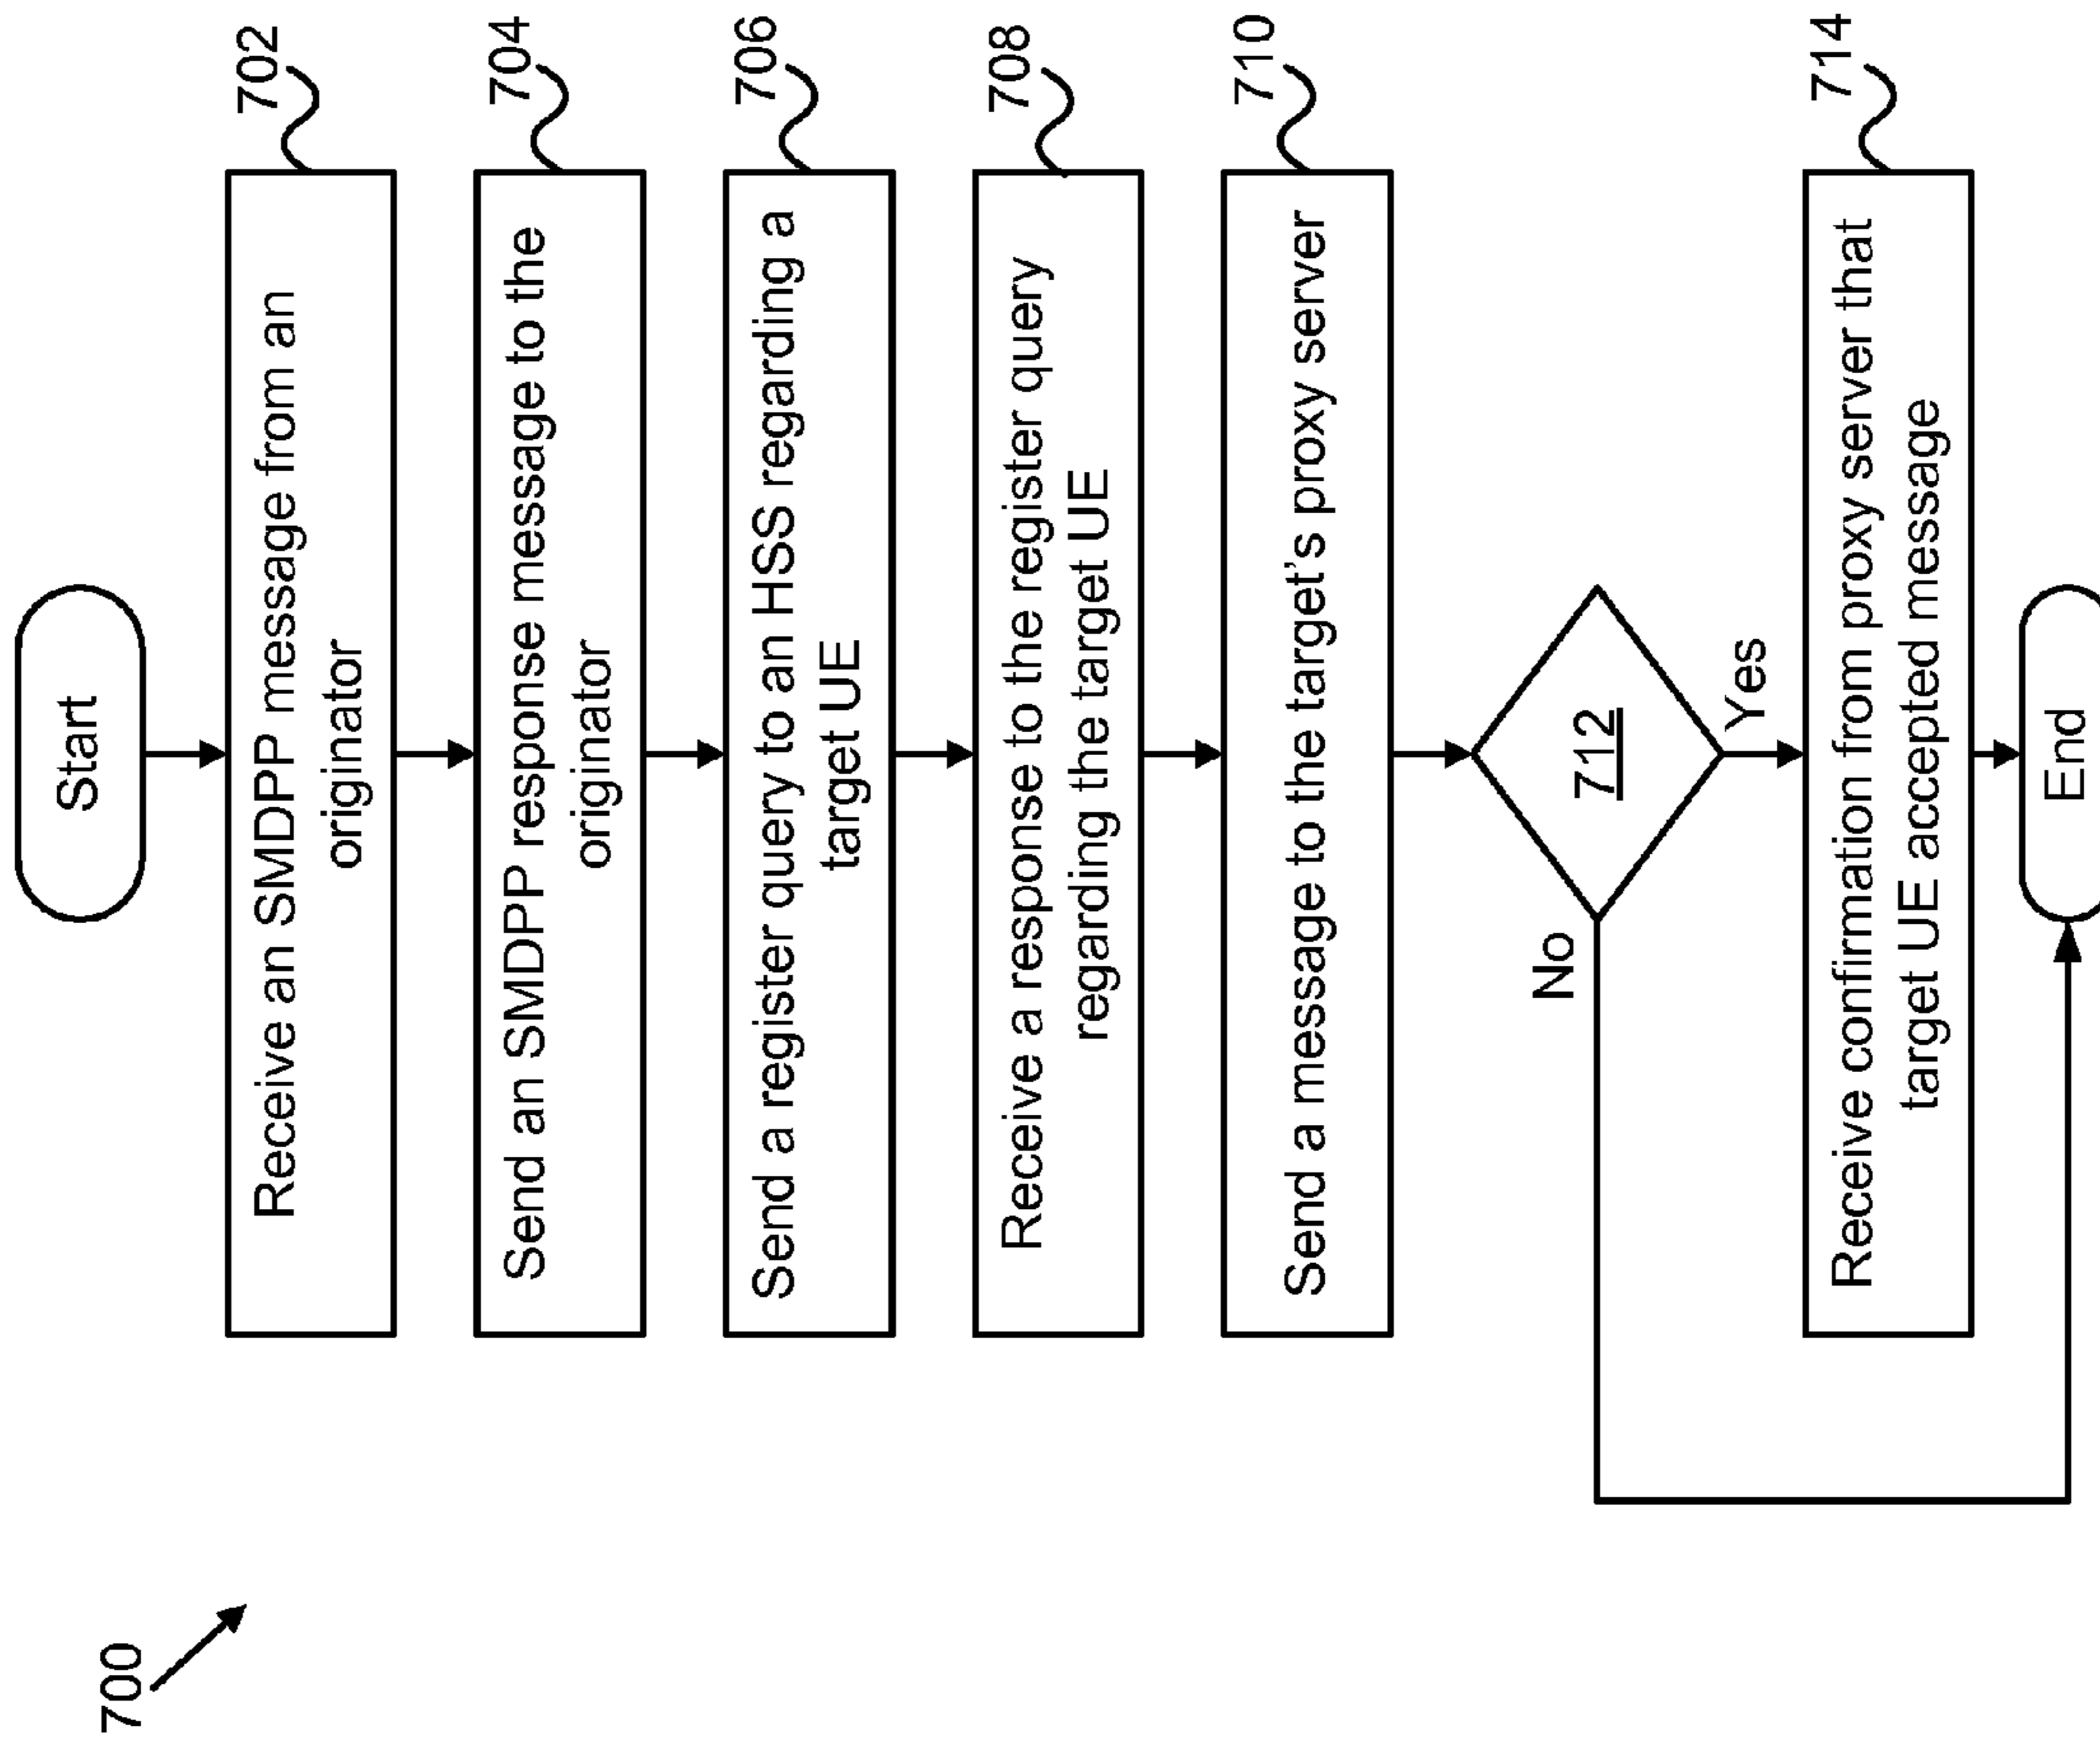 700
Start
Receive an SMDPP message from an
originator
702
Send an SMDPP response message to the
originator
704
Send a register query to an HSS regarding a
target UE
706
Receive a response to the register query
regarding the target UE
708
Send a message to the target's proxy server
710
712
No
Yes
Receive confirmation from proxy server that
target UE accepted message
714
End